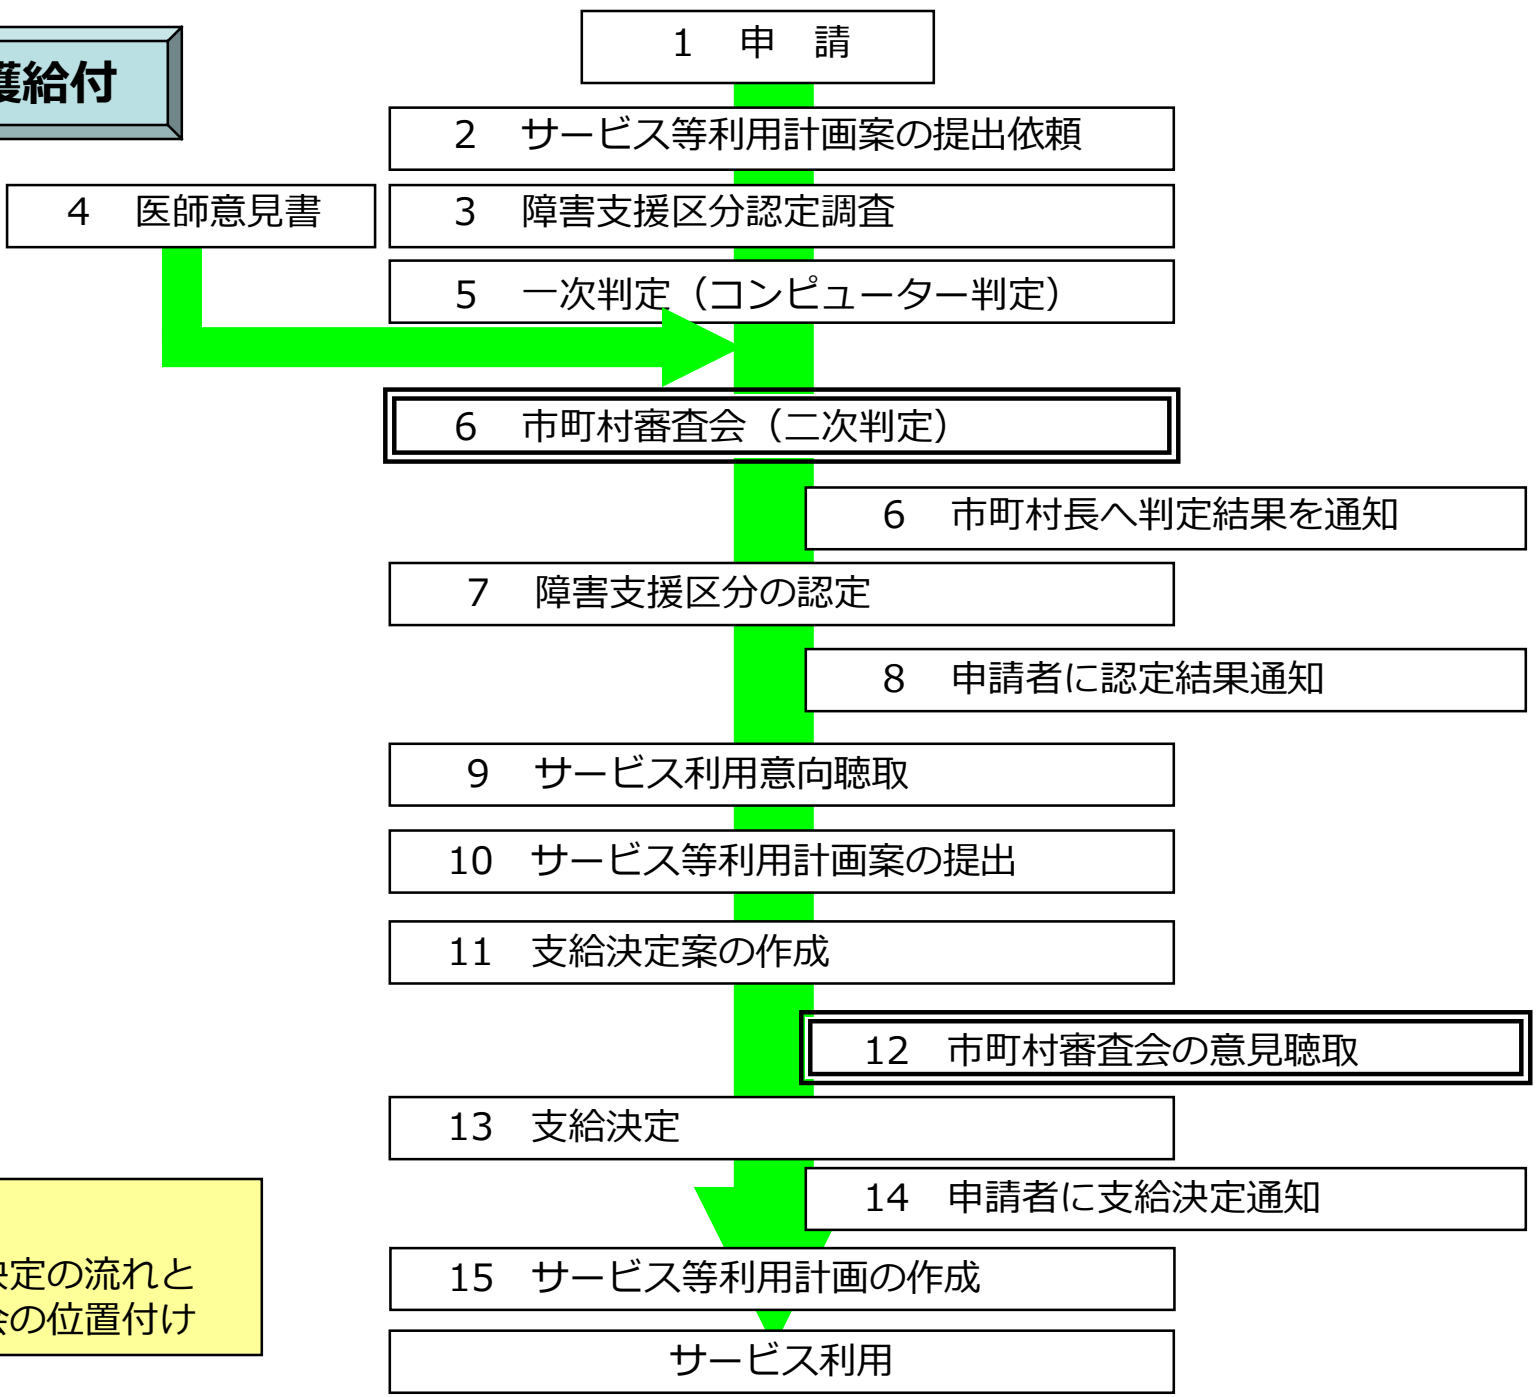 1 申 請
護給付
2 サービス等利用計画案の提出依頼
4 医師意見書
3 障害支援区分認定調査
5 一次判定（コンピューター判定）
6 市町村審査会（二次判定）
6 市町村長へ判定結果を通知
7 障害支援区分の認定
8 申請者に認定結果通知
9 サービス利用意向聴取
10 サービス等利用計画案の提出
11 支給決定案の作成
12 市町村審査会の意見聴取
13 支給決定
14 申請者に支給決定通知
15 サービス等利用計画の作成
サービス利用
決定の流れと
会の位置付け